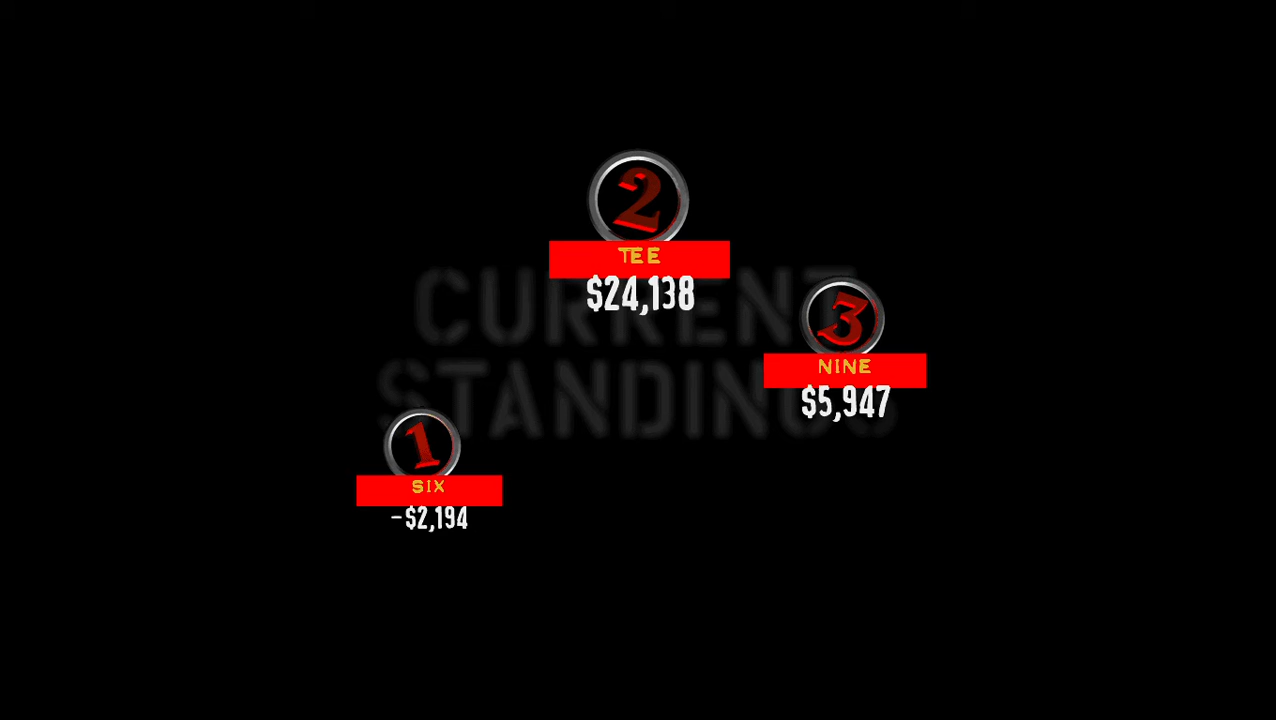 2
TEE
$24,138
CURRENT
STANDINGS
3
NINE
$5,947
1
SIX
-$2,194